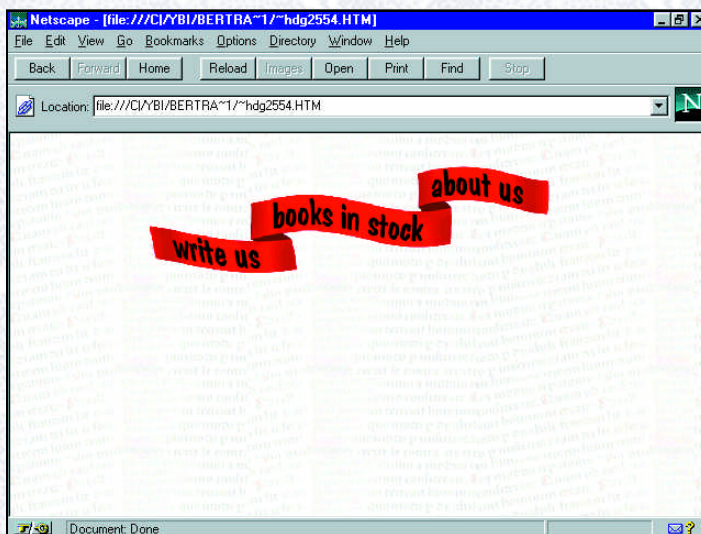 Netscape - [file:///C|/YBI/BERTRA~1/~hdg2554.HTM]
File Edit View Go Bookmarks Options Directory Window Help
Back Forward Home Reload Images Open Print Find Stop
Location: file:///C|/YBI/BERTRA~1/~hdg2554.HTM
N
about us
books in stock
write us
Document: Done